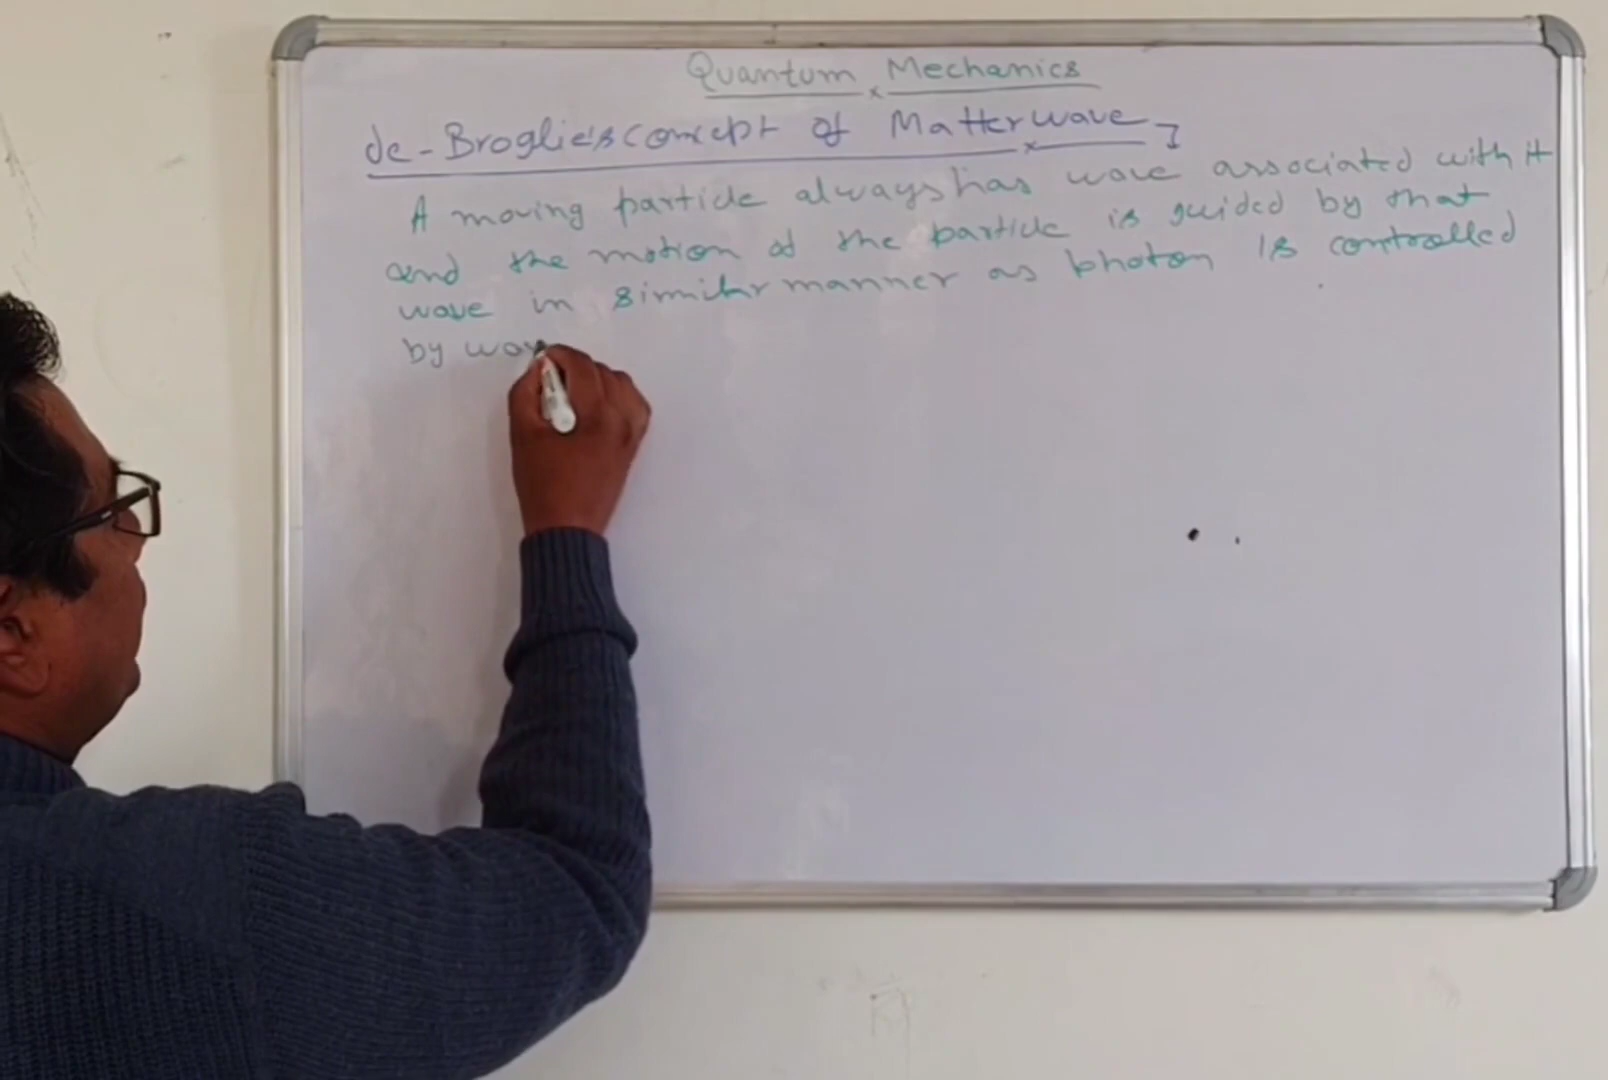 Quantum Mechanics
de-Broglie's concept of Matter wave
A moving particle always has wave associated with it
and the motion of the particle is guided by that
wave in similar manner as photon is controlled
by wav